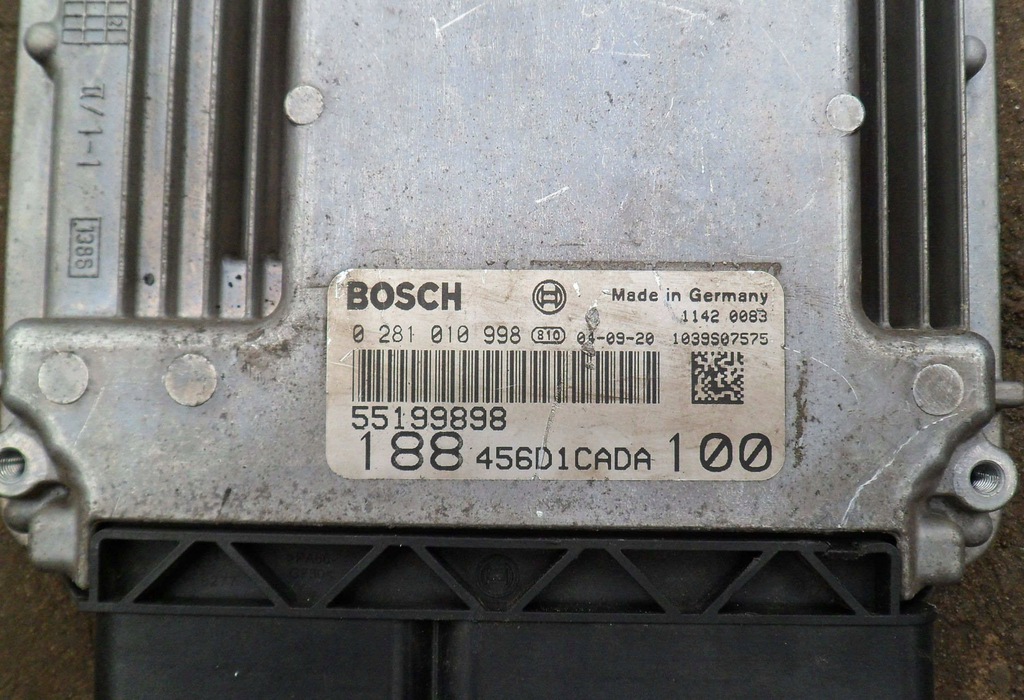 BOSCH
Made in Germany
1142 0083
0 281 010 998 810 04-09-20 1039S07575
55199898
188 456D1CADA 100